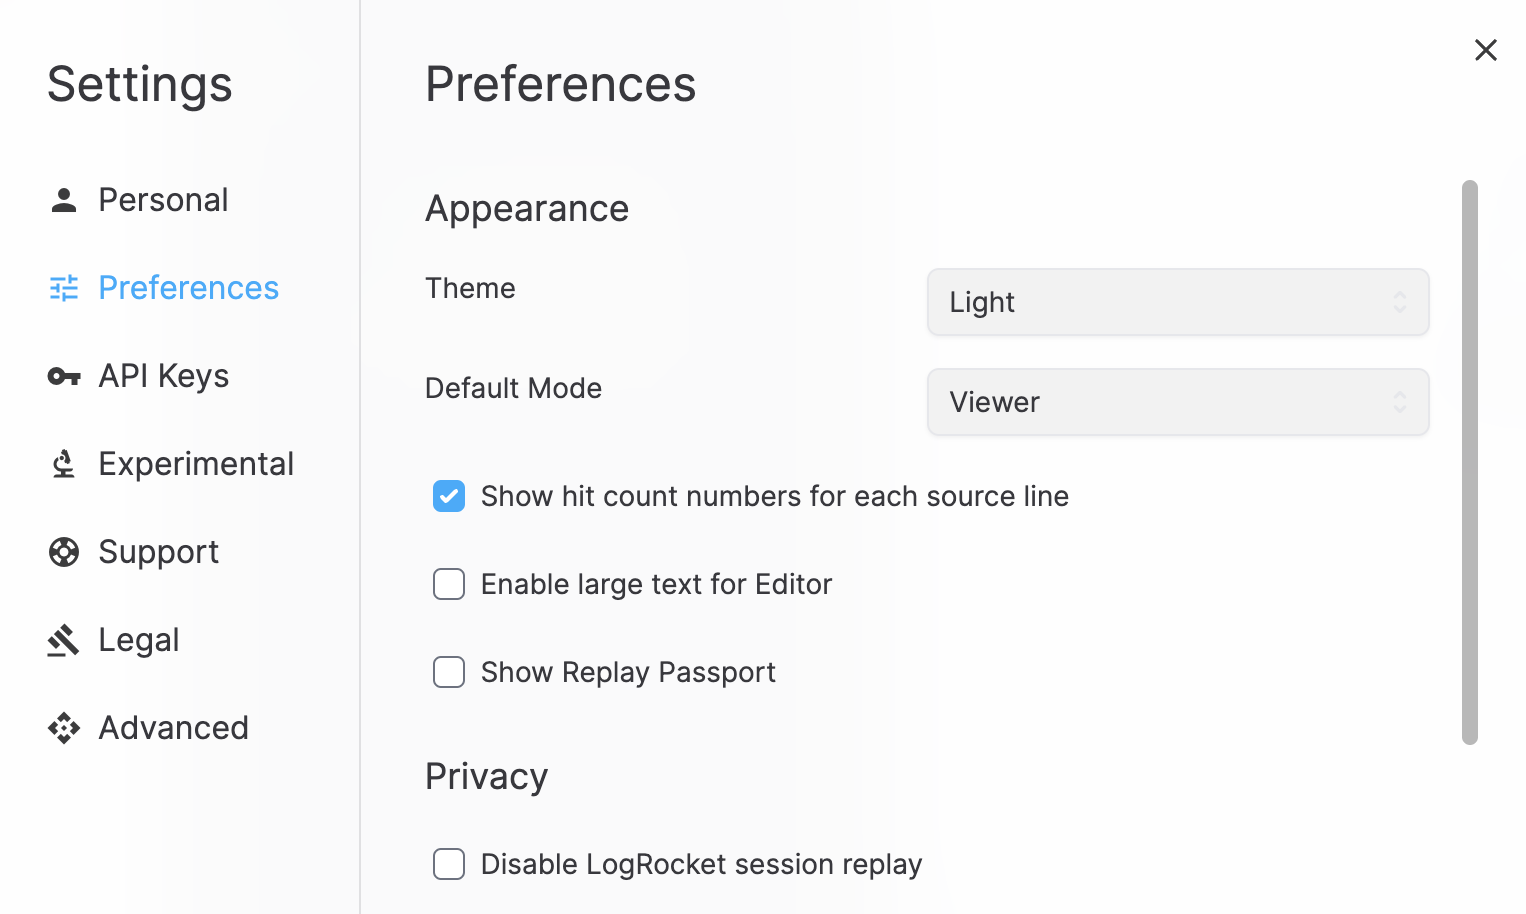 Settings
Personal
Preferences
API Keys
Experimental
Support
Legal
Advanced
Preferences
Appearance
Theme
Light
Default Mode
Viewer
Show hit count numbers for each source line
Enable large text for Editor
Show Replay Passport
Privacy
Disable LogRocket session replay